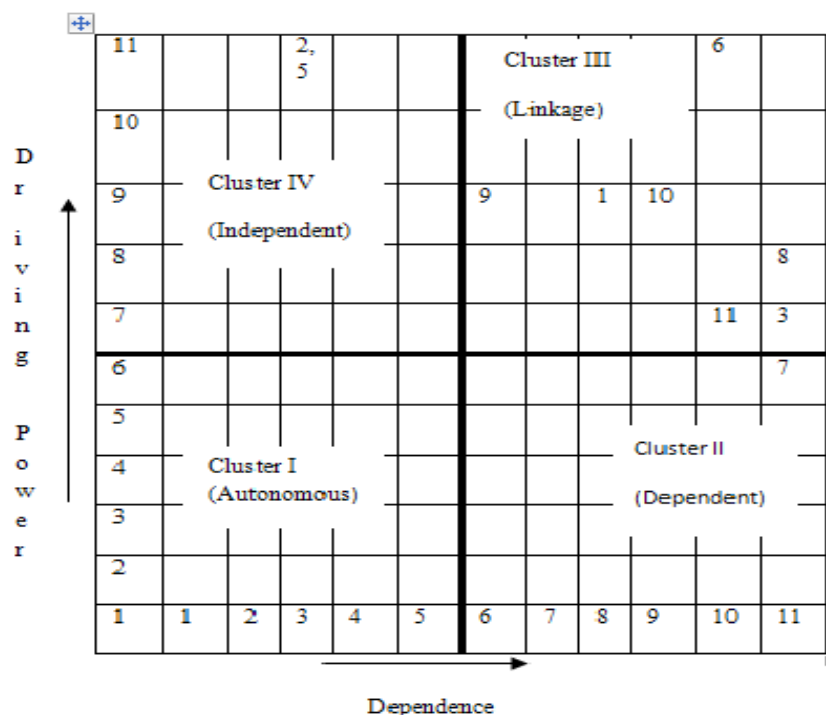 11 2, 6
5
Cluster III
(Linkage)
10
Cluster IV
(Independent)
9 9 1 10
8 8
7 11 3
6 7
5
Cluster II
(Dependent)
4
Cluster I
(Autonomous)
3
2
1 1 2 3 4 5 6 7 8 9 10 11
Driving Power
Dependence